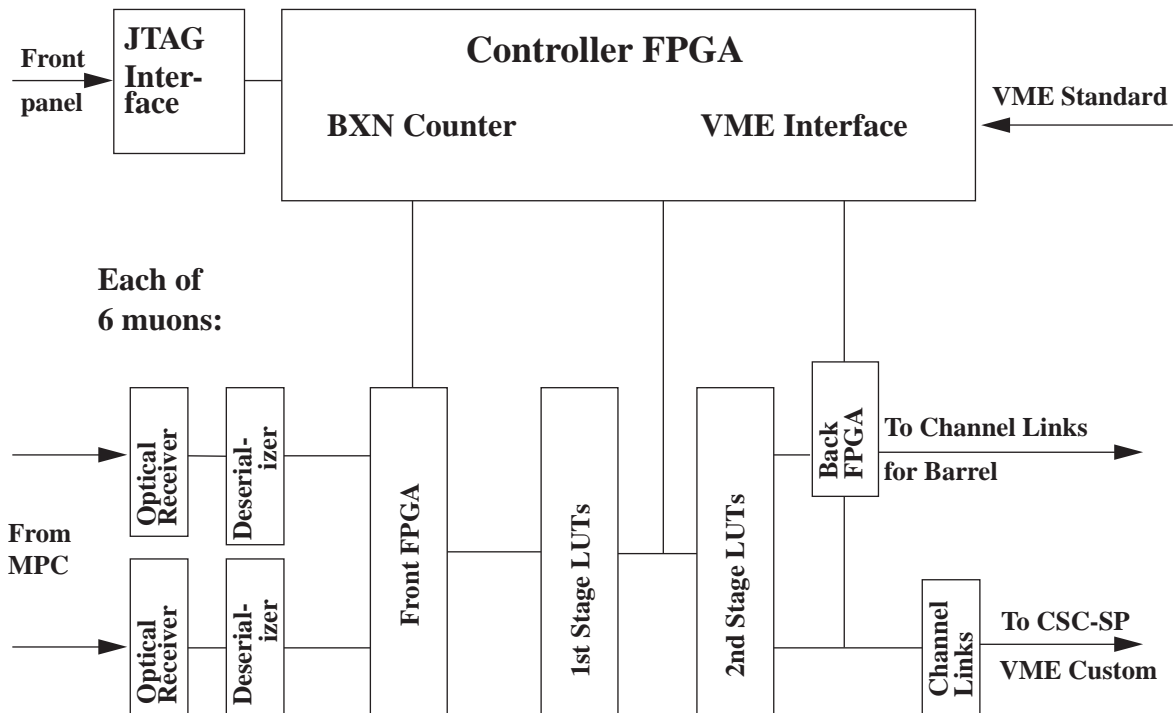 JTAG
Inter-
face
Front
panel
Controller FPGA
BXN Counter
VME Interface
VME Standard
Each of
6 muons:
From
MPC
Optical
Receiver
Deserial-
izer
Optical
Receiver
Deserial-
izer
Front FPGA
1st Stage LUTs
2nd Stage LUTs
Back
FPGA
To Channel Links
for Barrel
Channel
Links
To CSC-SP
VME Custom